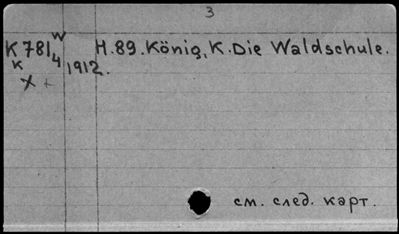 3
K 781 w/4 H.89. König, K. Die Waldschule.
к 1912.
X +
см. след. карт.